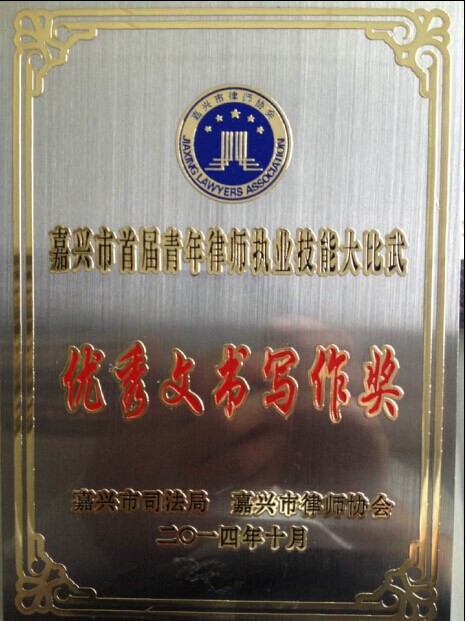 嘉兴市律师协会
JIAXING LAWYERS ASSOCIATION
嘉兴市首届青年律师执业技能大比武
优秀文书写作奖
嘉兴市司法局 嘉兴市律师协会
二〇一四年十月